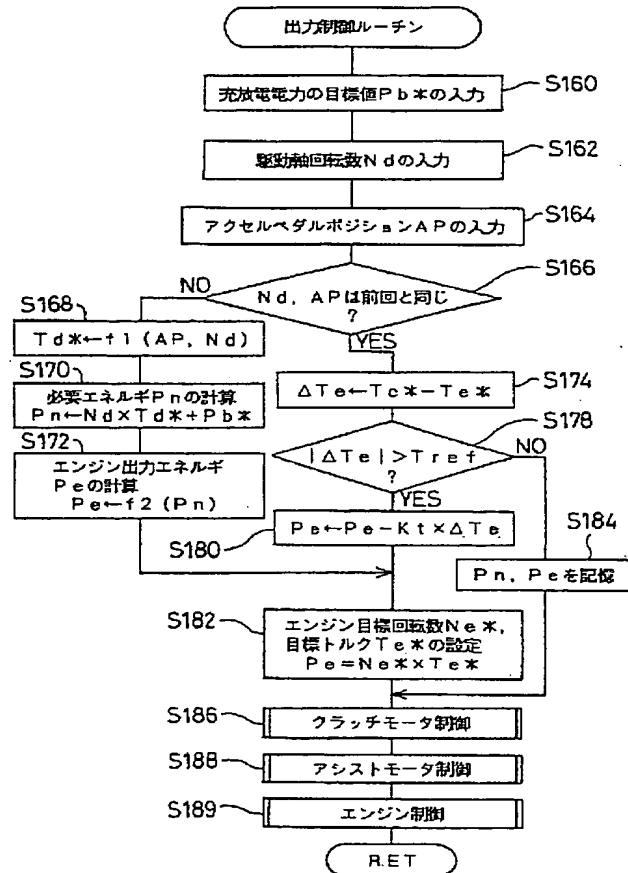 出力制御ルーチン
S160
充放電電力の目標値Pb*の入力
S162
駆動軸回転数Ndの入力
S164
アクセルペダルポジションAPの入力
S166
Nd，APは前回と同じ
?
NO
YES
S168
Td*←f1(AP，Nd)
S170
必要エネルギPnの計算
Pn←Nd×Td*+Pb*
S172
エンジン出力エネルギ
Peの計算
Pe←f2(Pn)
S174
ΔTe←Tc*-Te*
S178
|ΔTe|>Tref
?
NO
YES
S180
Pe←Pe-Kt×ΔTe
S184
Pn，Peを記憶
S182
エンジン目標回転数Ne*，
目標トルクTe*の設定
Pe=Ne*×Te*
S186
クラッチモータ制御
S188
アシストモータ制御
S189
エンジン制御
RET